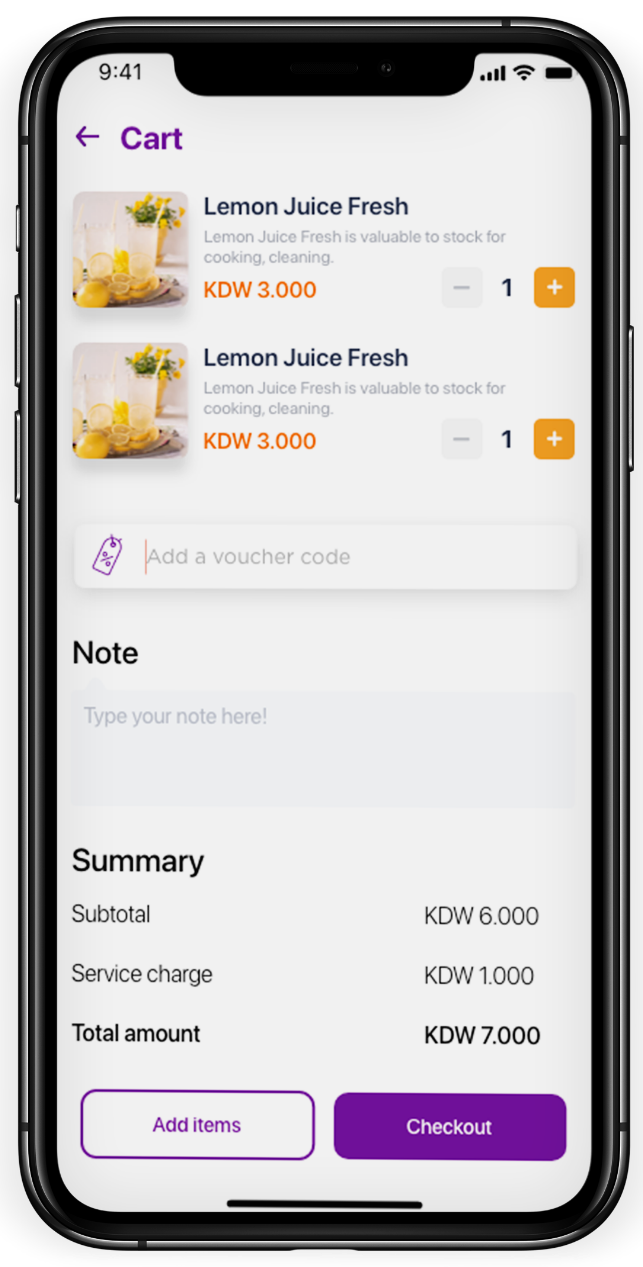 9:41
Cart
Lemon Juice Fresh
Lemon Juice Fresh is valuable to stock for
cooking, cleaning.
KDW 3.000
1
Lemon Juice Fresh
Lemon Juice Fresh is valuable to stock for
cooking, cleaning.
KDW 3.000
1
Add a voucher code
Note
Type your note here!
Summary
Subtotal KDW 6.000
Service charge KDW 1.000
Total amount KDW 7.000
Add items Checkout